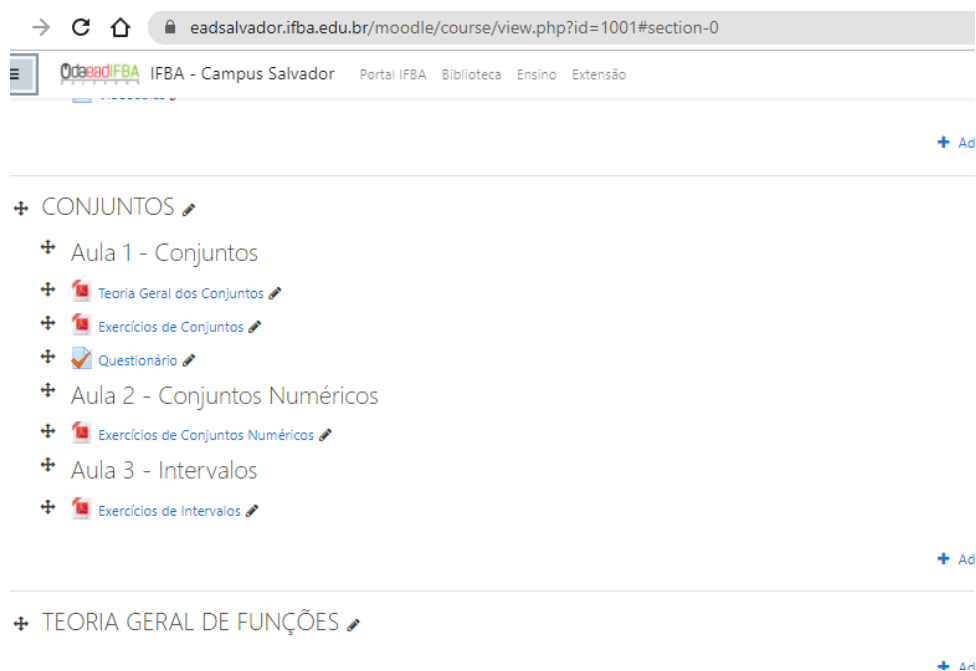 eadsalvador.ifba.edu.br/moodle/course/view.php?id=1001#section-0
IFBA - Campus Salvador Portal IFBA Biblioteca Ensino Extensão
+ Ad
CONJUNTOS
Aula 1 - Conjuntos
Teoria Geral dos Conjuntos
Exercícios de Conjuntos
Questionário
Aula 2 - Conjuntos Numéricos
Exercícios de Conjuntos Numéricos
Aula 3 - Intervalos
Exercícios de Intervalos
+ Ad
TEORIA GERAL DE FUNÇÕES
+ Ad